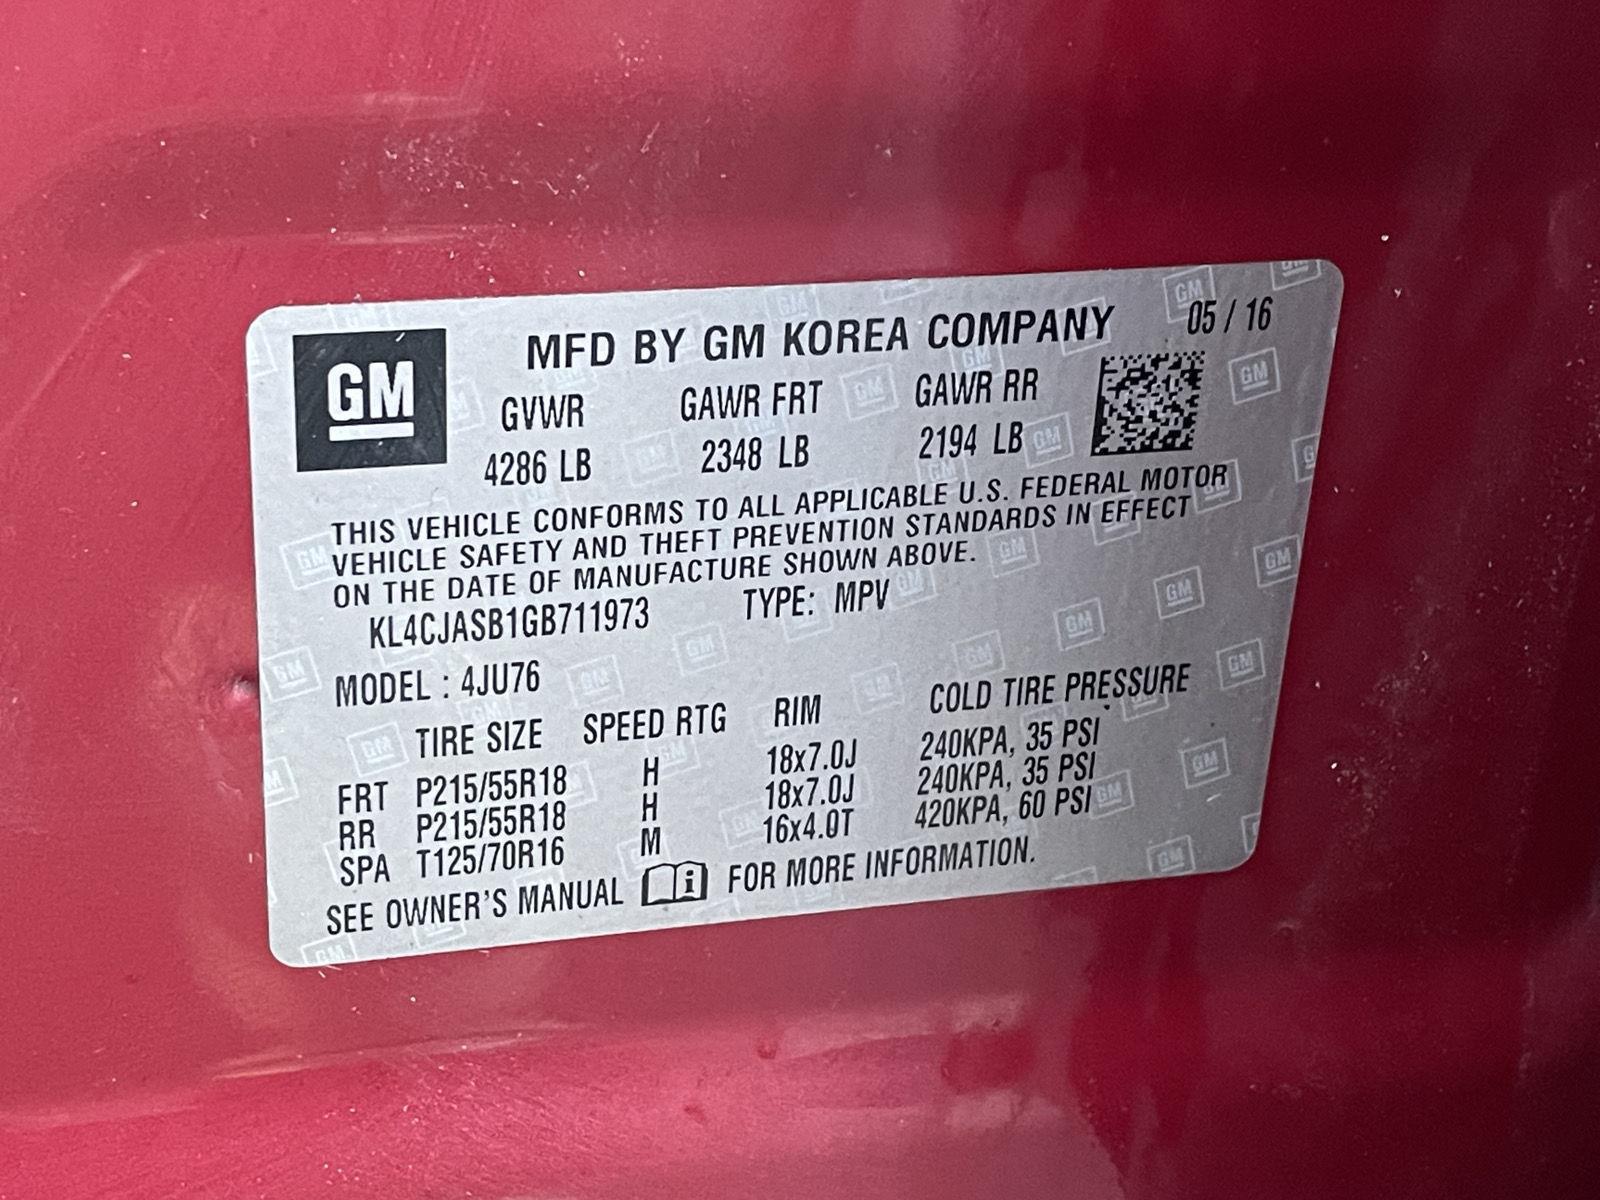 GM
MFD BY GM KOREA COMPANY 05 / 16
GVWR GAWR FRT GAWR RR
4286 LB 2348 LB 2194 LB
THIS VEHICLE CONFORMS TO ALL APPLICABLE U.S. FEDERAL MOTOR
VEHICLE SAFETY AND THEFT PREVENTION STANDARDS IN EFFECT
ON THE DATE OF MANUFACTURE SHOWN ABOVE.
KL4CJASB1GB711973 TYPE: MPV
MODEL : 4JU76
TIRE SIZE SPEED RTG RIM COLD TIRE PRESSURE
FRT P215/55R18 H 18x7.0J 240KPA, 35 PSI
RR P215/55R18 H 18x7.0J 240KPA, 35 PSI
SPA T125/70R16 M 16x4.0T 420KPA, 60 PSI
SEE OWNER'S MANUAL i FOR MORE INFORMATION.